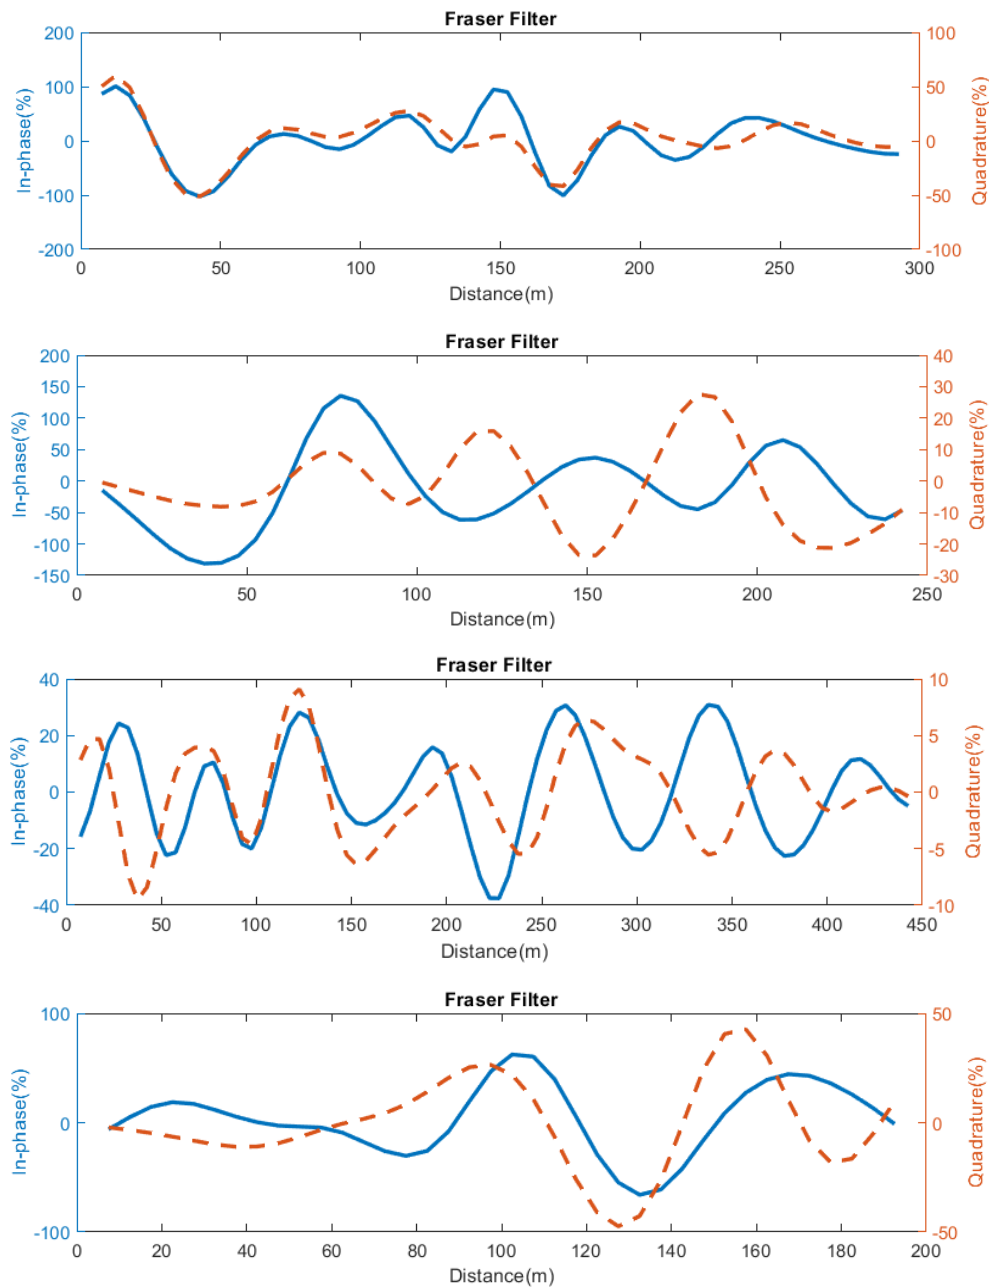 Fraser Filter
200 100
100 50
0 0
-100 -50
-200 -100
In-phase(%)
Quadrature(%)
0 50 100 150 200 250 300
Distance(m)
Fraser Filter
200 40
150 30
100 20
50 10
0 0
-50 -10
-100 -20
-150 -30
In-phase(%)
Quadrature(%)
0 50 100 150 200 250
Distance(m)
Fraser Filter
40 10
20 5
0 0
-20 -5
-40 -10
In-phase(%)
Quadrature(%)
0 50 100 150 200 250 300 350 400 450
Distance(m)
Fraser Filter
100 50
0 0
-100 -50
In-phase(%)
Quadrature(%)
0 20 40 60 80 100 120 140 160 180 200
Distance(m)